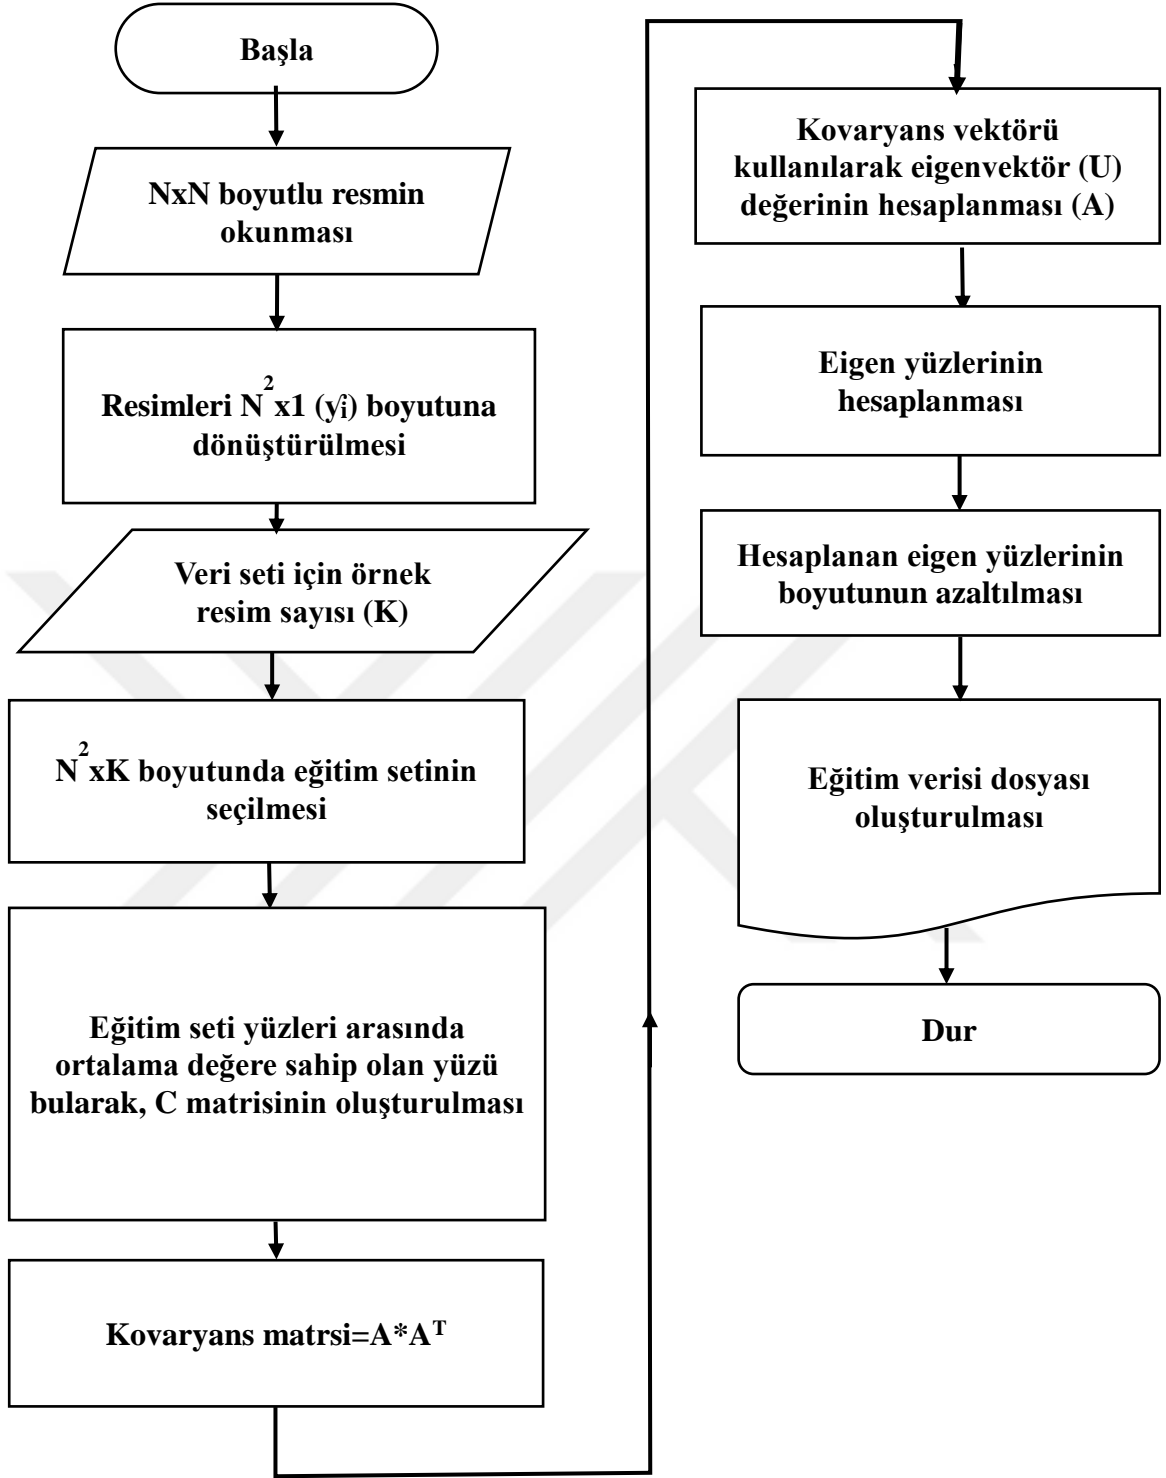 Başla
NxN boyutlu resmin
okunması
Resimleri N²x1 (yi) boyutuna
dönüştürülmesi
Veri seti için örnek
resim sayısı (K)
N²xK boyutunda eğitim setinin
seçilmesi
Eğitim seti yüzleri arasında
ortalama değere sahip olan yüzü
bularak, C matrisinin oluşturulması
Kovaryans matrsi=A*Aᵀ
Kovaryans vektörü
kullanılarak eigenvektör (U)
değerinin hesaplanması (A)
Eigen yüzlerinin
hesaplanması
Hesaplanan eigen yüzlerinin
boyutunun azaltılması
Eğitim verisi dosyası
oluşturulması
Dur